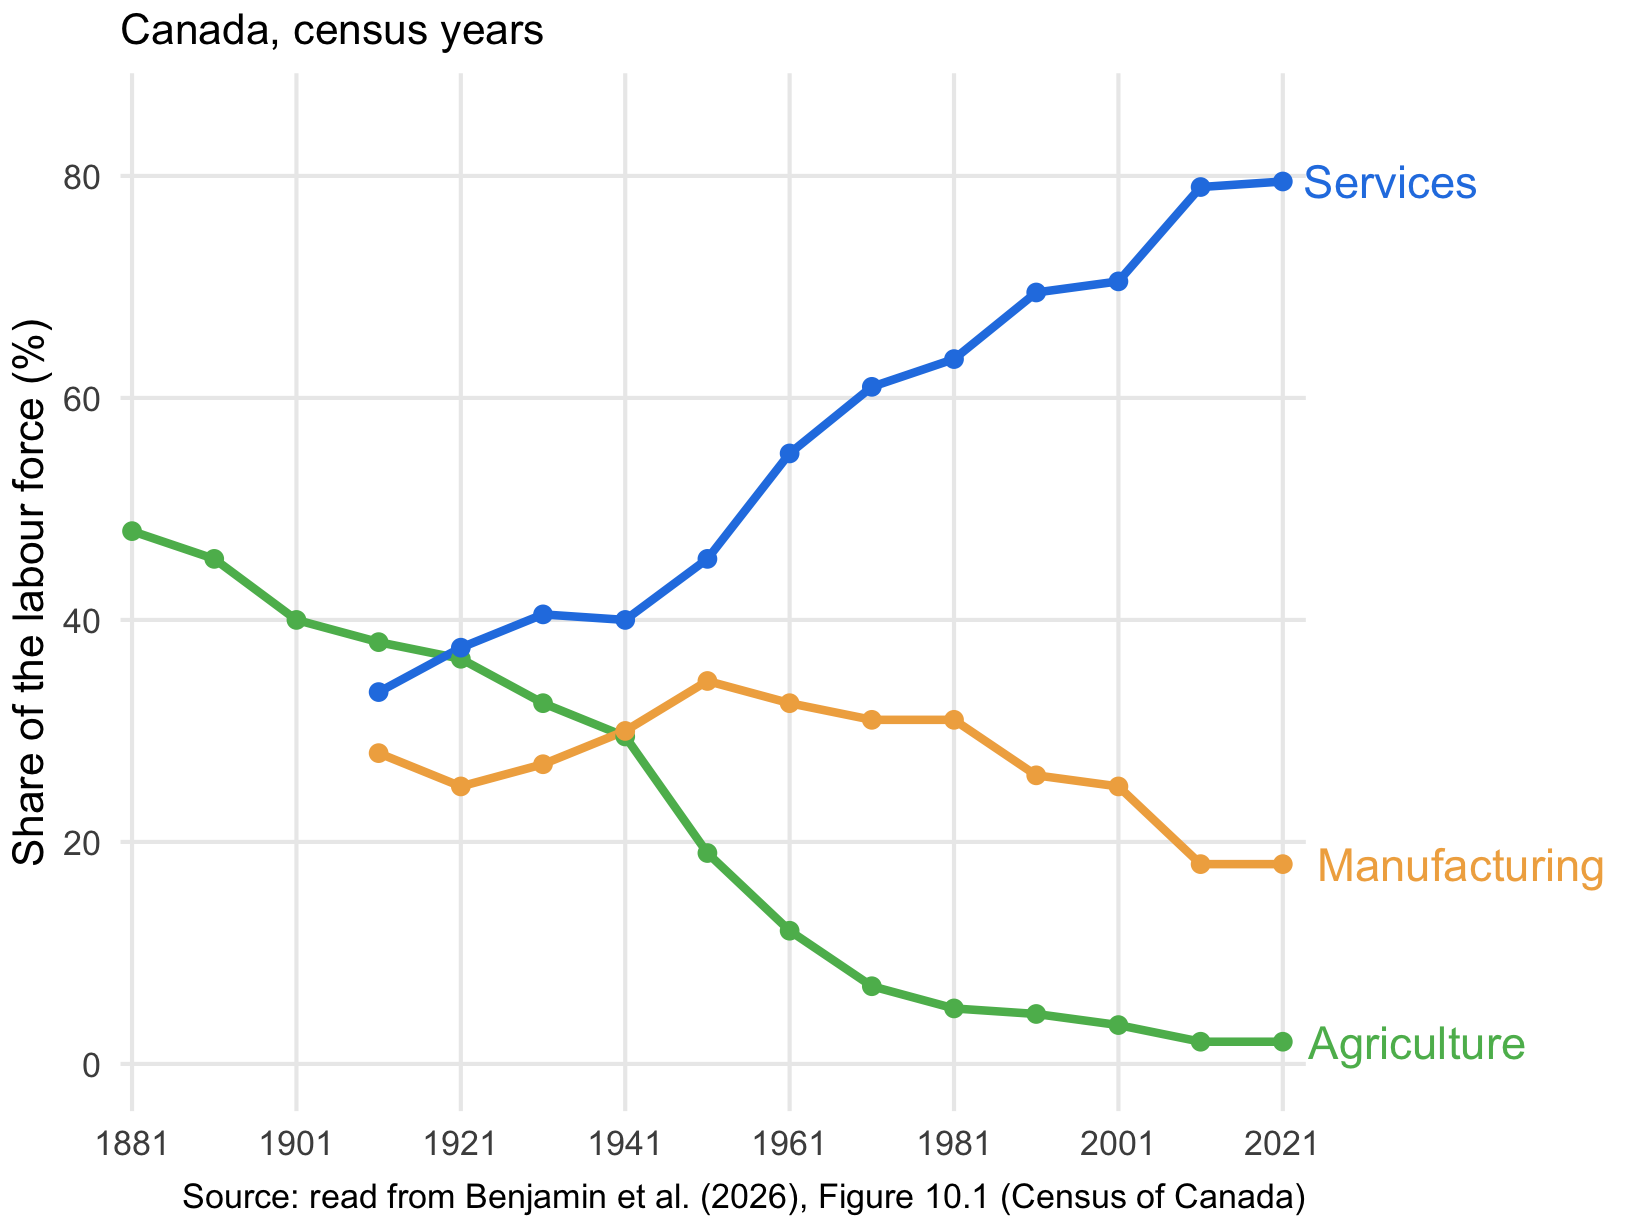 Canada, census years
Share of the labour force (%)
80
60
40
20
0
Services
Manufacturing
Agriculture
1881 1901 1921 1941 1961 1981 2001 2021
Source: read from Benjamin et al. (2026), Figure 10.1 (Census of Canada)